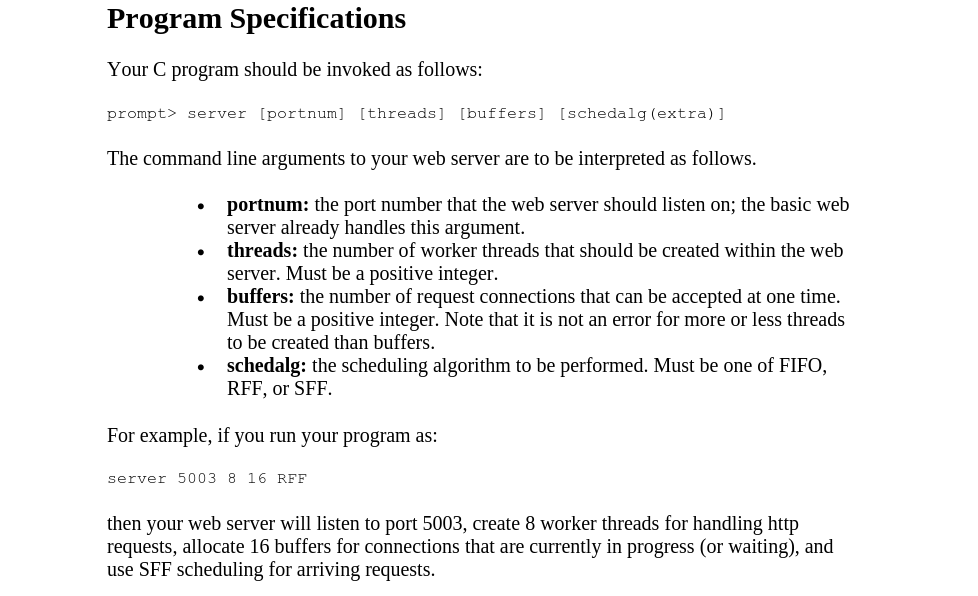 Program Specifications
Your C program should be invoked as follows:
prompt> server [portnum] [threads] [buffers] [schedalg(extra)]
The command line arguments to your web server are to be interpreted as follows.
• portnum: the port number that the web server should listen on; the basic web
server already handles this argument.
• threads: the number of worker threads that should be created within the web
server. Must be a positive integer.
• buffers: the number of request connections that can be accepted at one time.
Must be a positive integer. Note that it is not an error for more or less threads
to be created than buffers.
• schedalg: the scheduling algorithm to be performed. Must be one of FIFO,
RFF, or SFF.
For example, if you run your program as:
server 5003 8 16 RFF
then your web server will listen to port 5003, create 8 worker threads for handling http
requests, allocate 16 buffers for connections that are currently in progress (or waiting), and
use SFF scheduling for arriving requests.